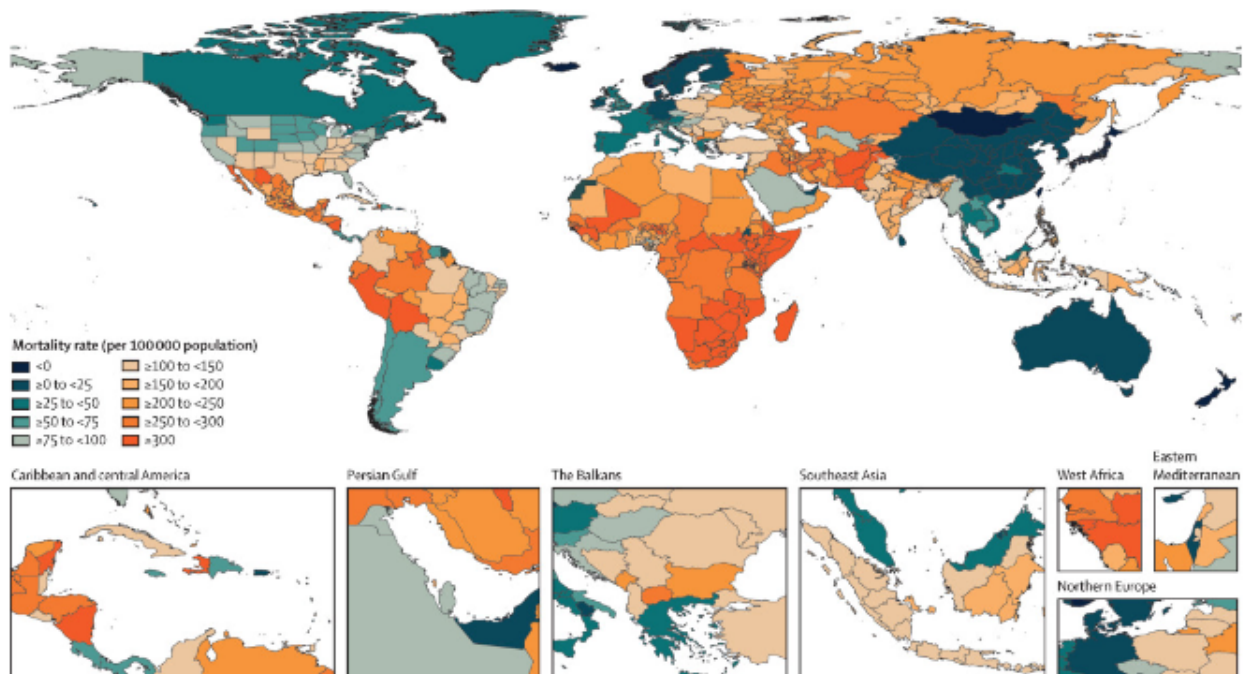 Mortality rate (per 100 000 population)
<0
≥0 to <25
≥25 to <50
≥50 to <75
≥75 to <100
≥100 to <150
≥150 to <200
≥200 to <250
≥250 to <300
≥300
Caribbean and central America
Persian Gulf
The Balkans
Southeast Asia
West Africa
Eastern
Mediterranean
Northern Europe